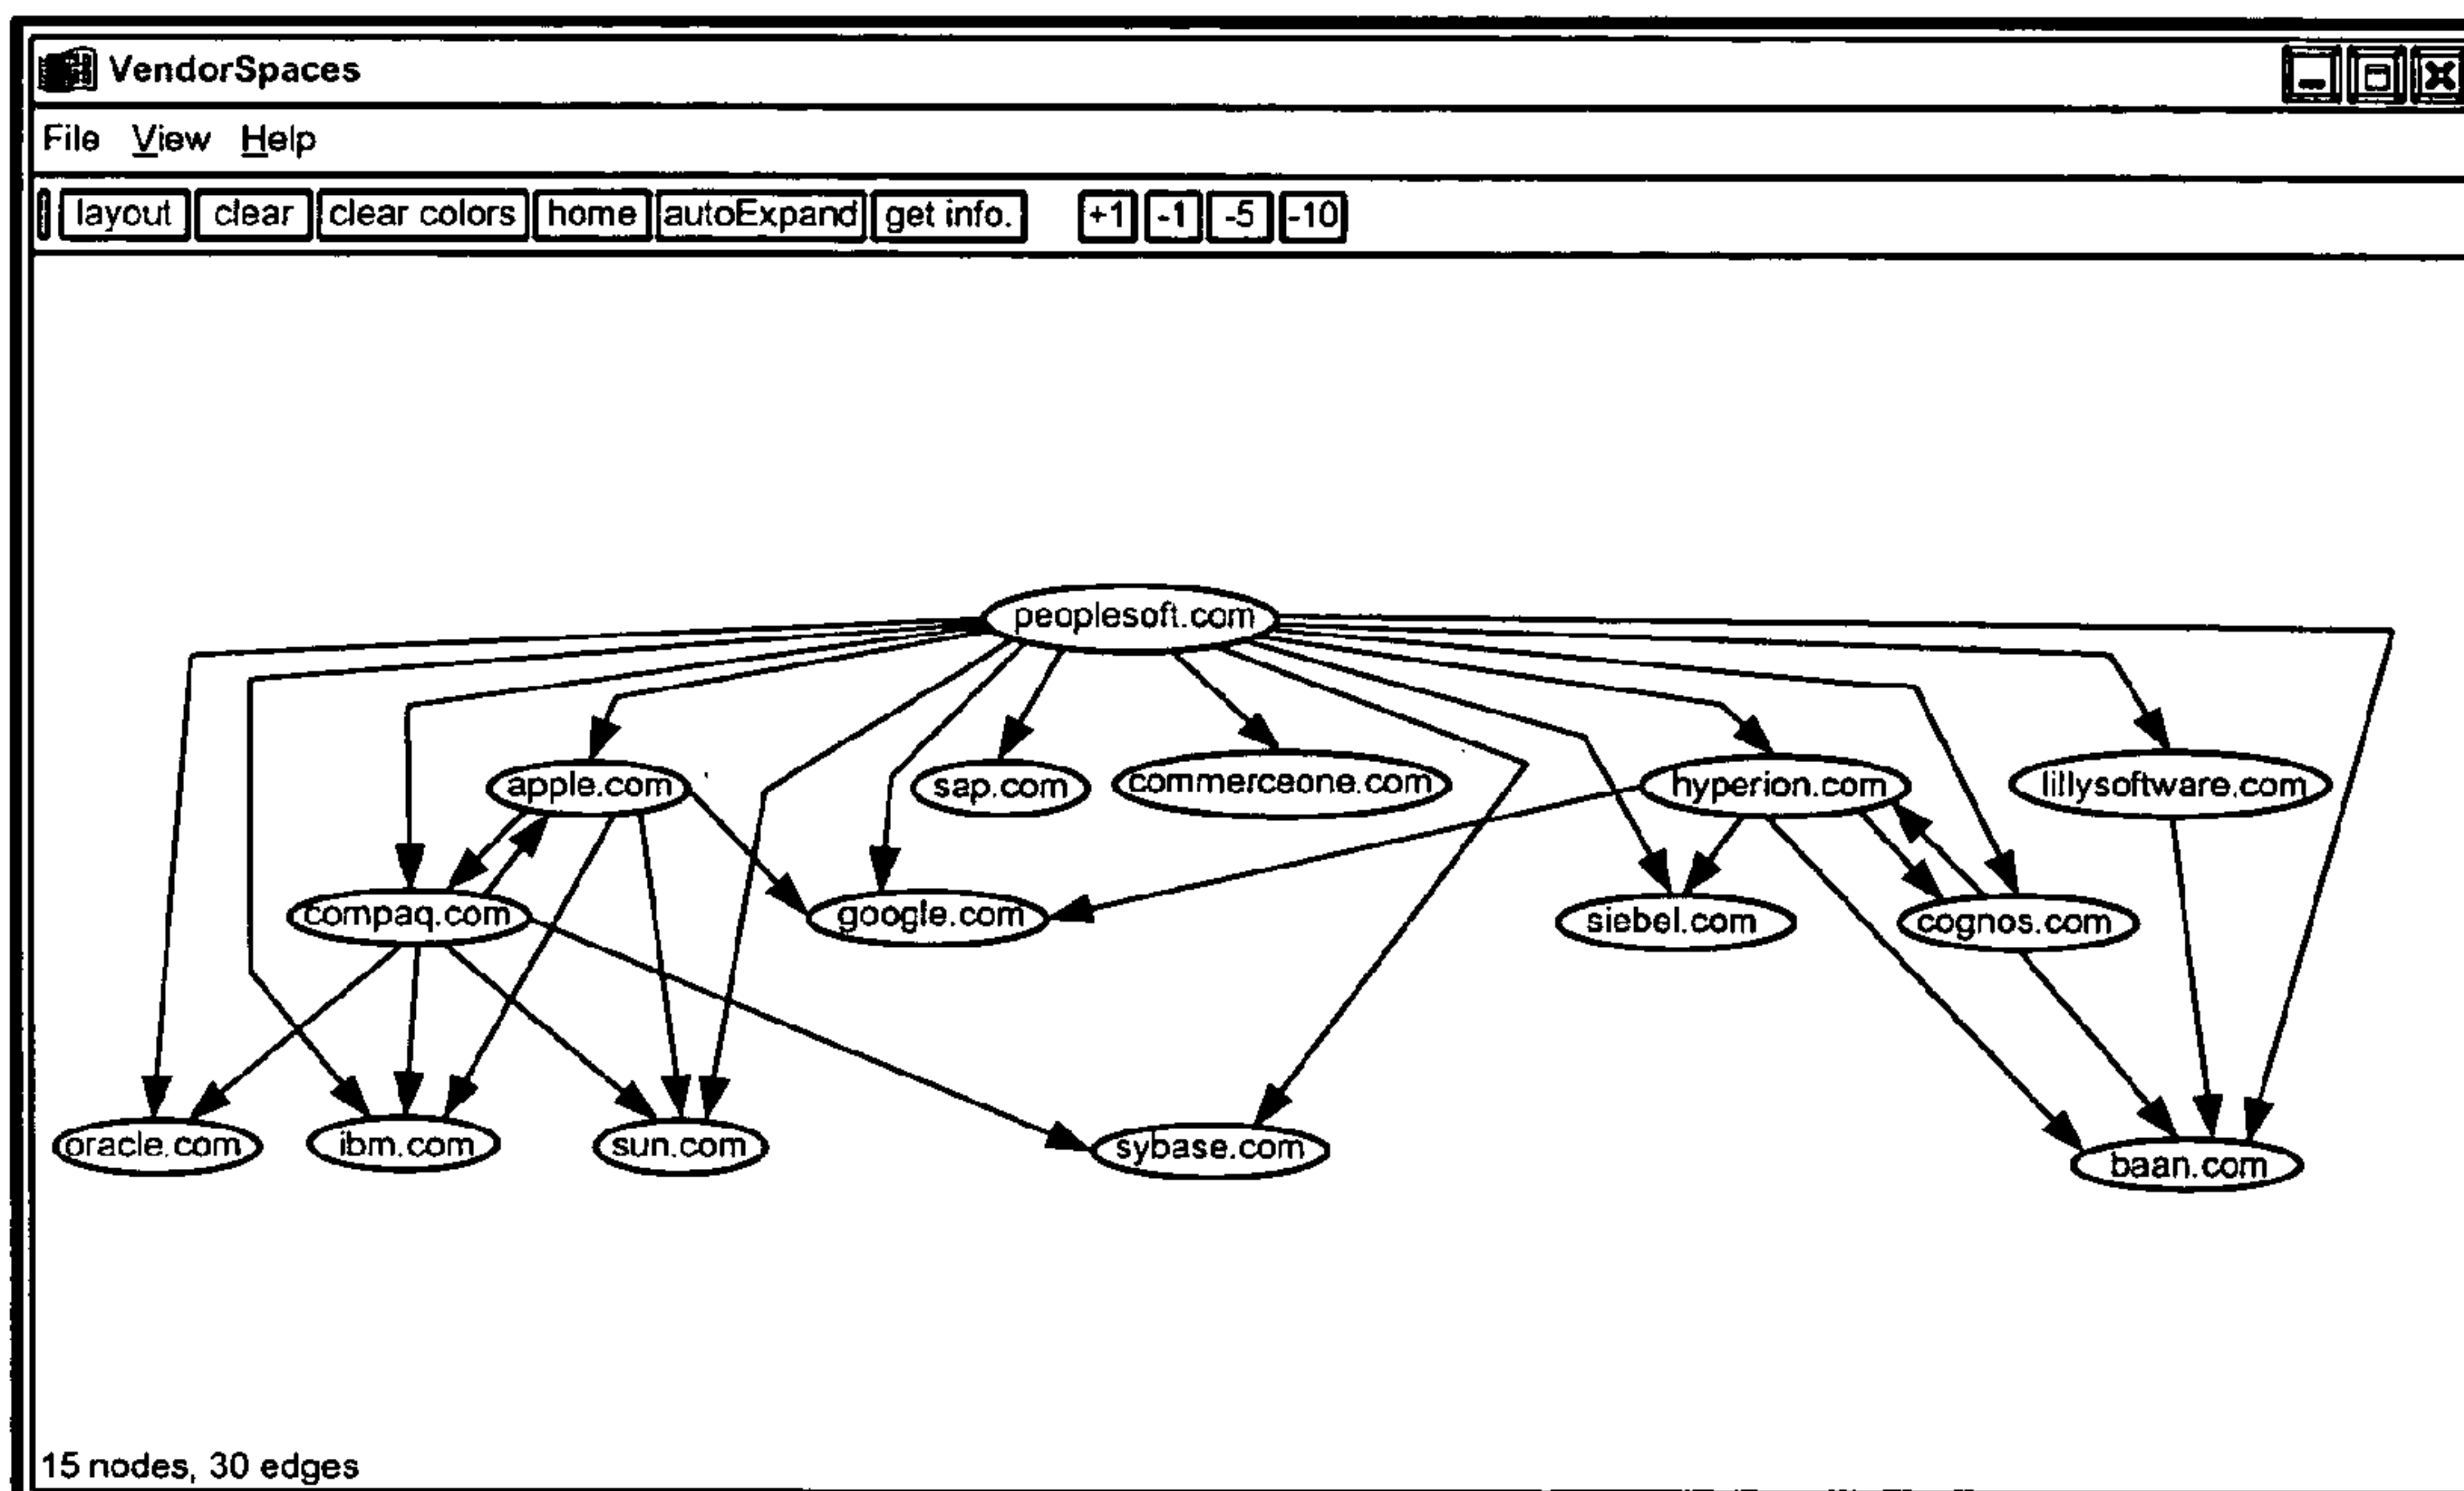 VendorSpaces
File View Help
layout clear clear colors home autoExpand get info. +1 -1 -5 -10
peoplesoft.com
apple.com sap.com commerceone.com hyperion.com lillysoftware.com
compaq.com google.com siebel.com cognos.com
oracle.com ibm.com sun.com sybase.com baan.com
15 nodes, 30 edges